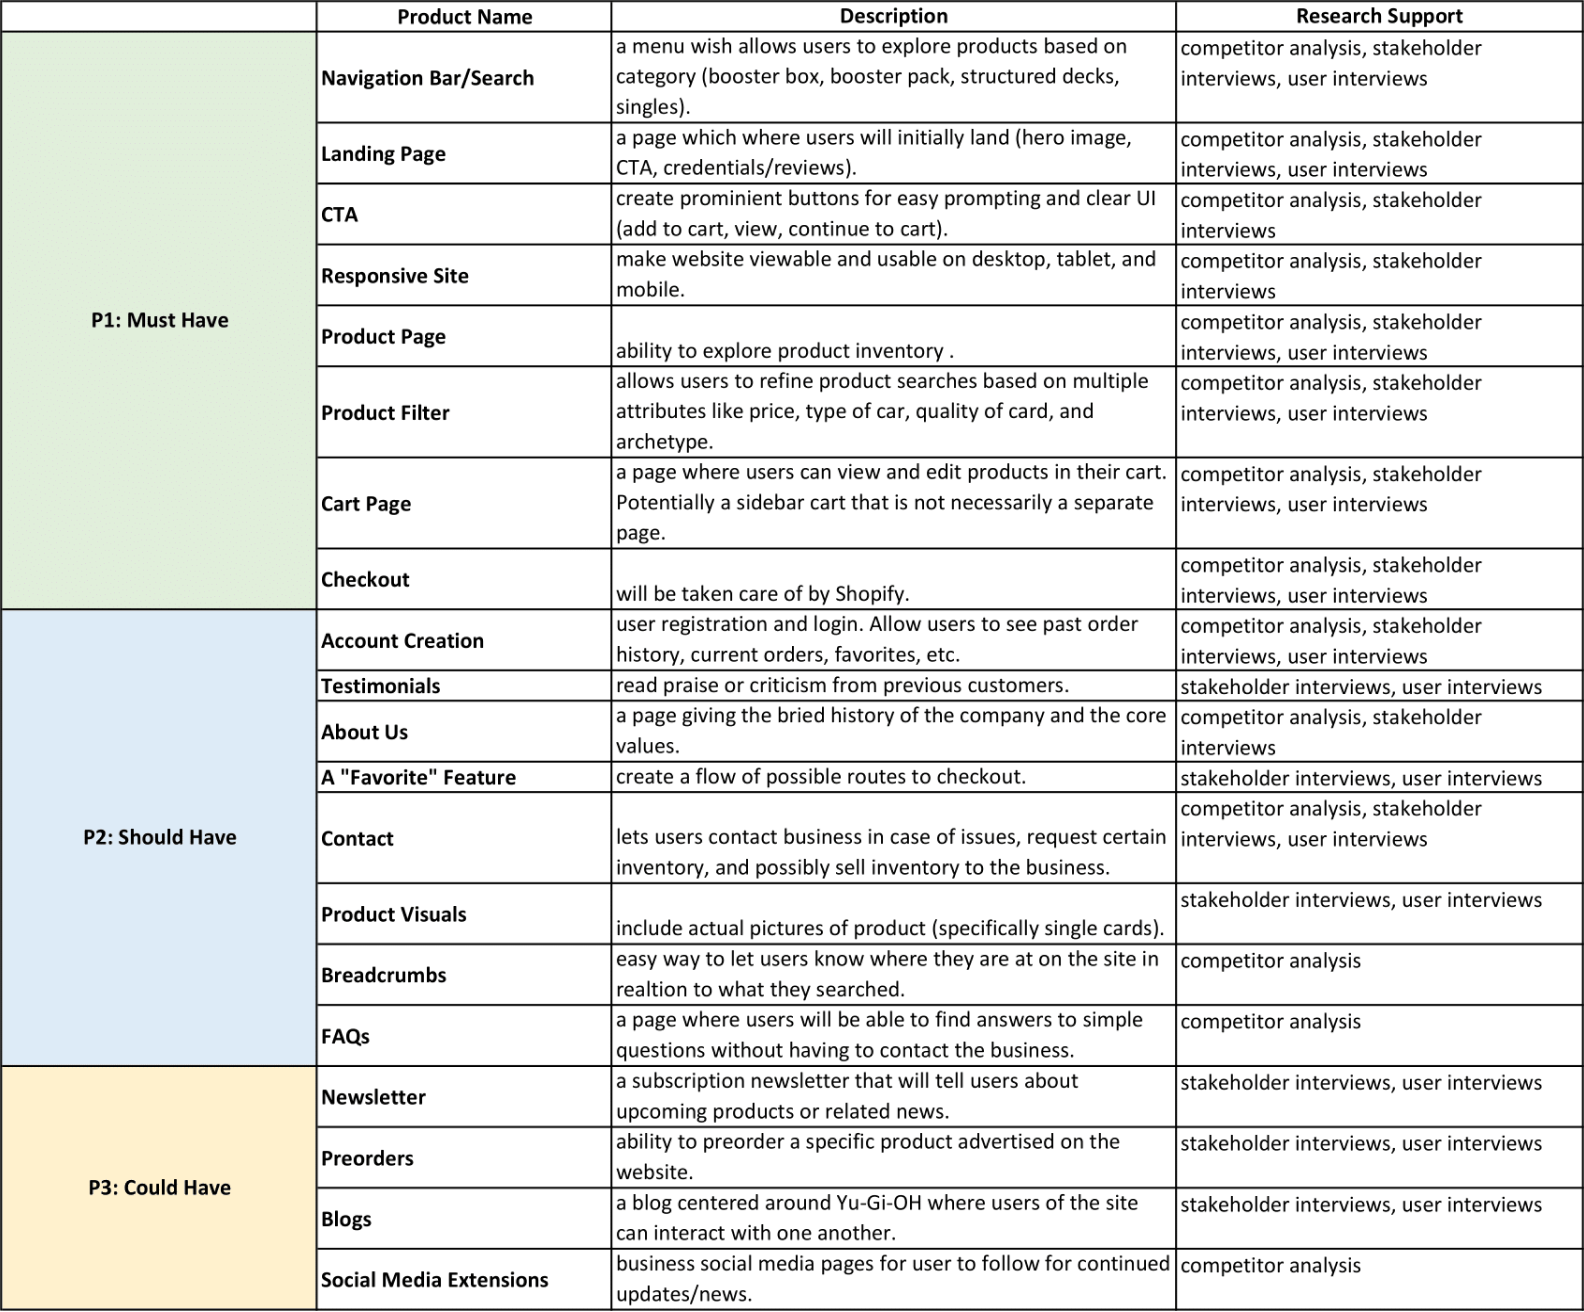 Product Name Description Research Support
P1: Must Have
Navigation Bar/Search
a menu wish allows users to explore products based on
category (booster box, booster pack, structured decks,
singles).
competitor analysis, stakeholder
interviews, user interviews
Landing Page
a page which where users will initially land (hero image,
CTA, credentials/reviews).
competitor analysis, stakeholder
interviews, user interviews
CTA
create prominient buttons for easy prompting and clear UI
(add to cart, view, continue to cart).
competitor analysis, stakeholder
interviews
Responsive Site
make website viewable and usable on desktop, tablet, and
mobile.
competitor analysis, stakeholder
interviews
Product Page
ability to explore product inventory .
competitor analysis, stakeholder
interviews, user interviews
Product Filter
allows users to refine product searches based on multiple
attributes like price, type of car, quality of card, and
archetype.
competitor analysis, stakeholder
interviews, user interviews
Cart Page
a page where users can view and edit products in their cart.
Potentially a sidebar cart that is not necessarily a separate
page.
competitor analysis, stakeholder
interviews, user interviews
Checkout
will be taken care of by Shopify.
competitor analysis, stakeholder
interviews, user interviews
P2: Should Have
Account Creation
user registration and login. Allow users to see past order
history, current orders, favorites, etc.
competitor analysis, stakeholder
interviews, user interviews
Testimonials
read praise or criticism from previous customers.
stakeholder interviews, user interviews
About Us
a page giving the bried history of the company and the core
values.
competitor analysis, stakeholder
interviews
A "Favorite" Feature
create a flow of possible routes to checkout.
stakeholder interviews, user interviews
Contact
lets users contact business in case of issues, request certain
inventory, and possibly sell inventory to the business.
competitor analysis, stakeholder
interviews, user interviews
Product Visuals
include actual pictures of product (specifically single cards).
stakeholder interviews, user interviews
Breadcrumbs
easy way to let users know where they are at on the site in
realtion to what they searched.
competitor analysis
FAQs
a page where users will be able to find answers to simple
questions without having to contact the business.
competitor analysis
P3: Could Have
Newsletter
a subscription newsletter that will tell users about
upcoming products or related news.
stakeholder interviews, user interviews
Preorders
ability to preorder a specific product advertised on the
website.
stakeholder interviews, user interviews
Blogs
a blog centered around Yu-Gi-OH where users of the site
can interact with one another.
stakeholder interviews, user interviews
Social Media Extensions
business social media pages for user to follow for continued
updates/news.
competitor analysis